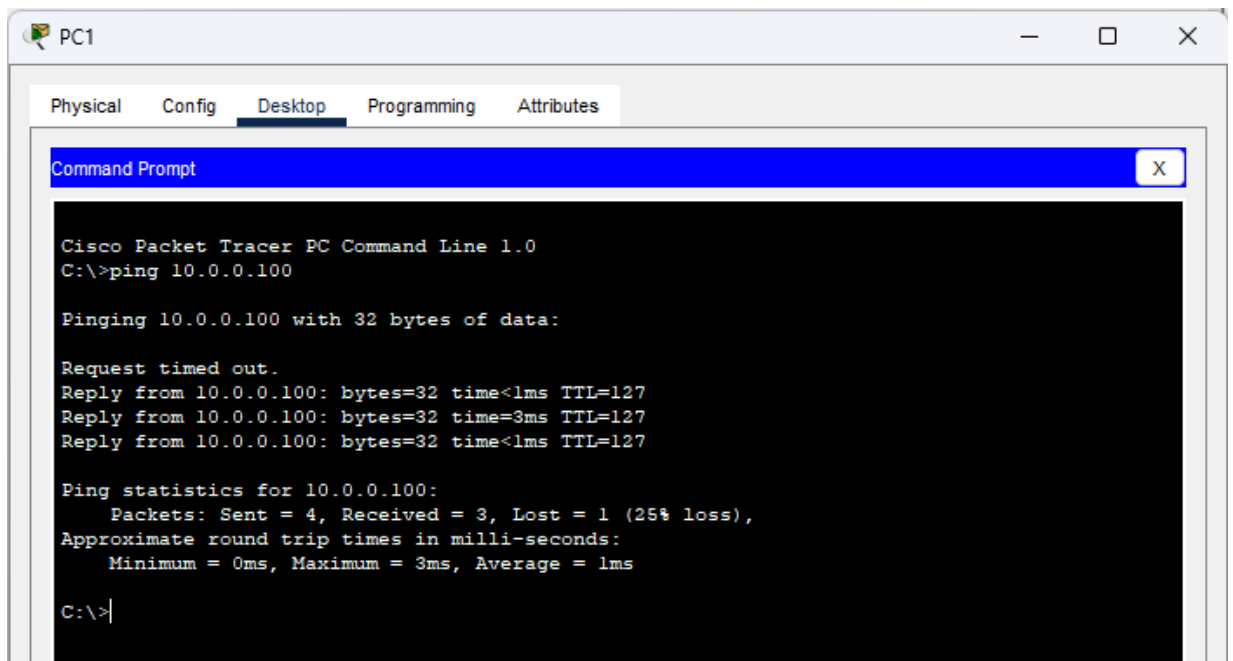 PC1
Physical Config Desktop Programming Attributes
Command Prompt
X
Cisco Packet Tracer PC Command Line 1.0
C:\>ping 10.0.0.100
Pinging 10.0.0.100 with 32 bytes of data:
Request timed out.
Reply from 10.0.0.100: bytes=32 time<1ms TTL=127
Reply from 10.0.0.100: bytes=32 time=3ms TTL=127
Reply from 10.0.0.100: bytes=32 time<1ms TTL=127
Ping statistics for 10.0.0.100:
Packets: Sent = 4, Received = 3, Lost = 1 (25% loss),
Approximate round trip times in milli-seconds:
Minimum = 0ms, Maximum = 3ms, Average = 1ms
C:\>